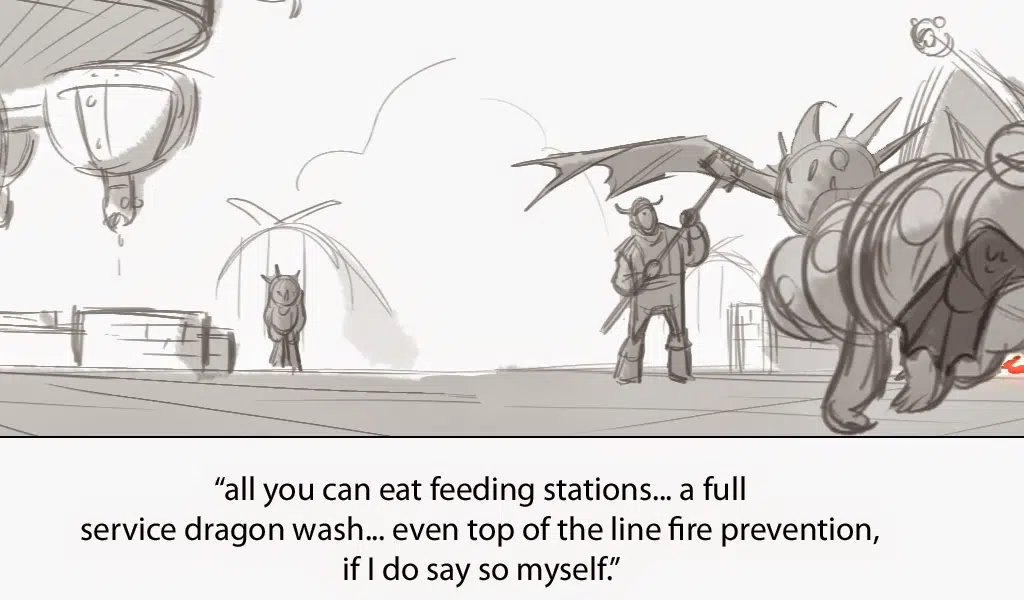 “all you can eat feeding stations... a full
service dragon wash... even top of the line fire prevention,
if I do say so myself.”